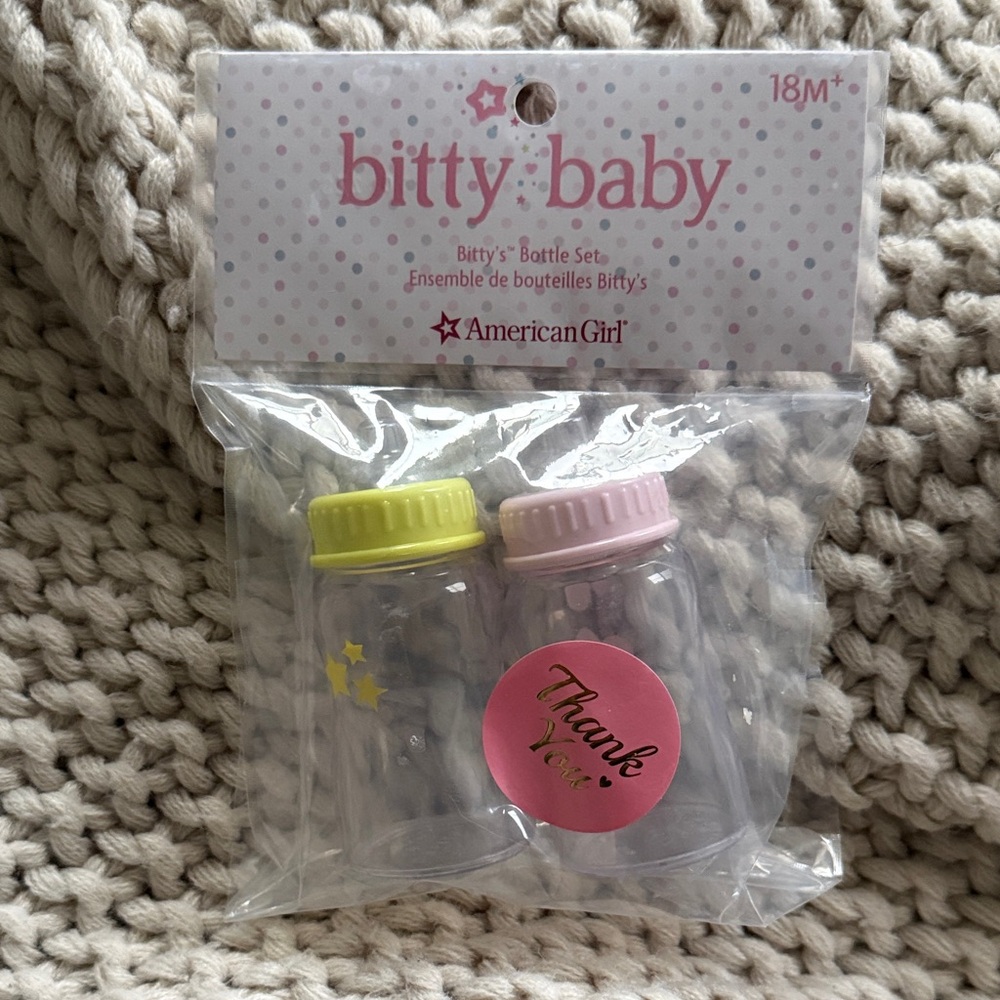 18M+
bitty baby
Bitty's™ Bottle Set
Ensemble de bouteilles Bitty's
American Girl®
Thank
You